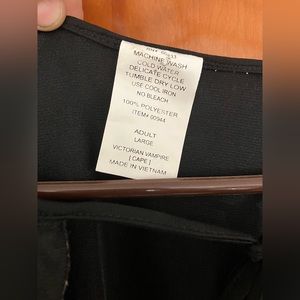 MACHINE WASH
COLD WATER
DELICATE CYCLE
TUMBLE DRY LOW
USE COOL IRON
NO BLEACH
100% POLYESTER
ITEM# 00944
ADULT
LARGE
VICTORIAN VAMPIRE
[ CAPE ]
MADE IN VIETNAM